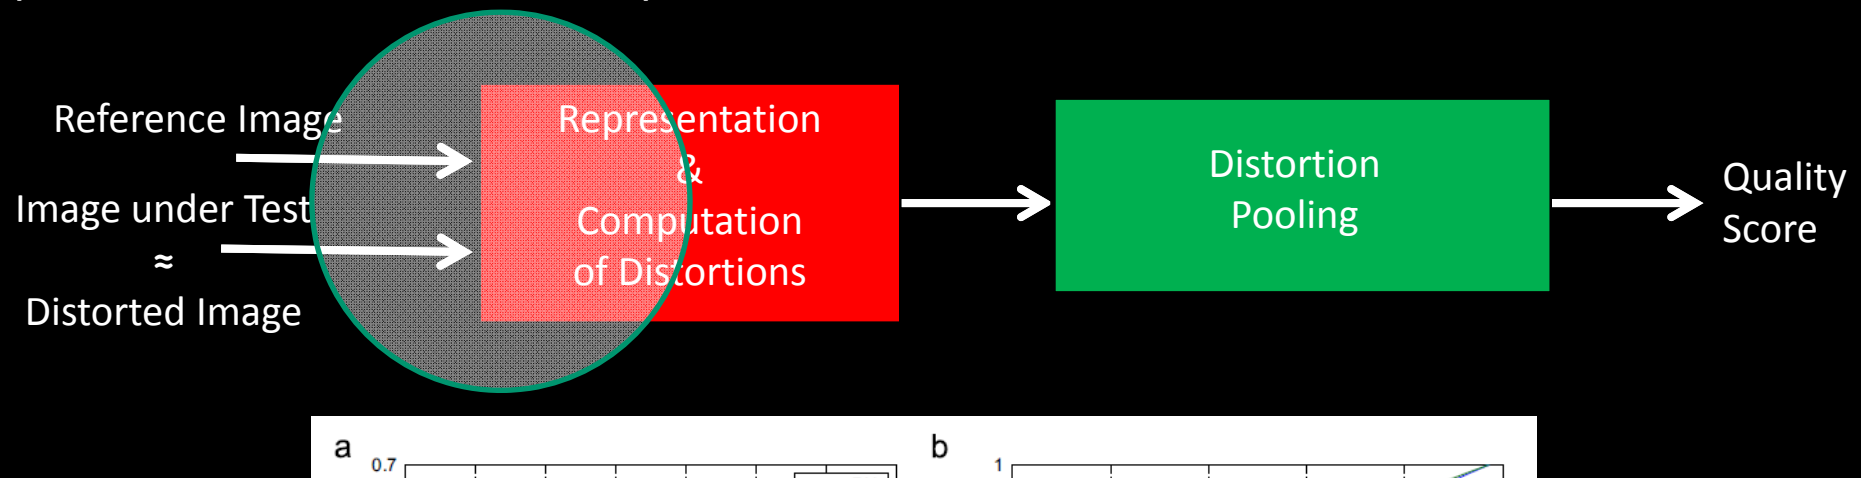 Reference Image
Image under Test
≈
Distorted Image
Representation
&
Computation
of Distortions
Distortion
Pooling
Quality
Score
a
0.7
b
1